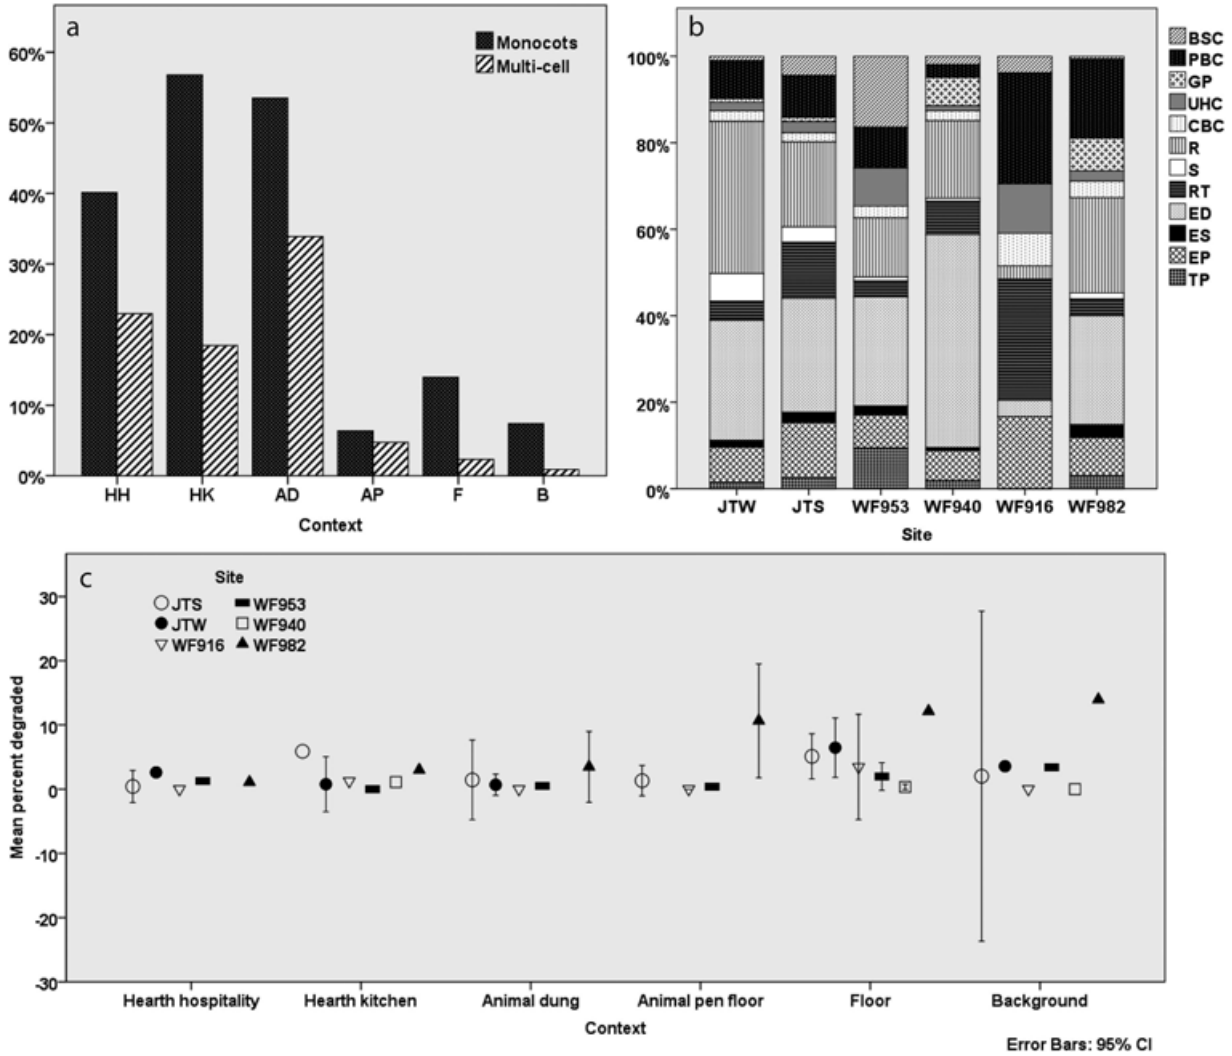 a
Monocots
Multi-cell
60%
50%
40%
30%
20%
10%
0%
HH HK AD AP F B
Context
b
100%
80%
60%
40%
20%
0%
JTW JTS WF953 WF940 WF916 WF982
Site
BSC
PBC
GP
UHC
CBC
R
S
RT
ED
ES
EP
TP
c
Site
JTS WF953
JTW WF940
WF916 WF982
Mean percent degraded
30
20
10
0
-10
-20
-30
Hearth hospitality Hearth kitchen Animal dung Animal pen floor Floor Background
Context
Error Bars: 95% CI